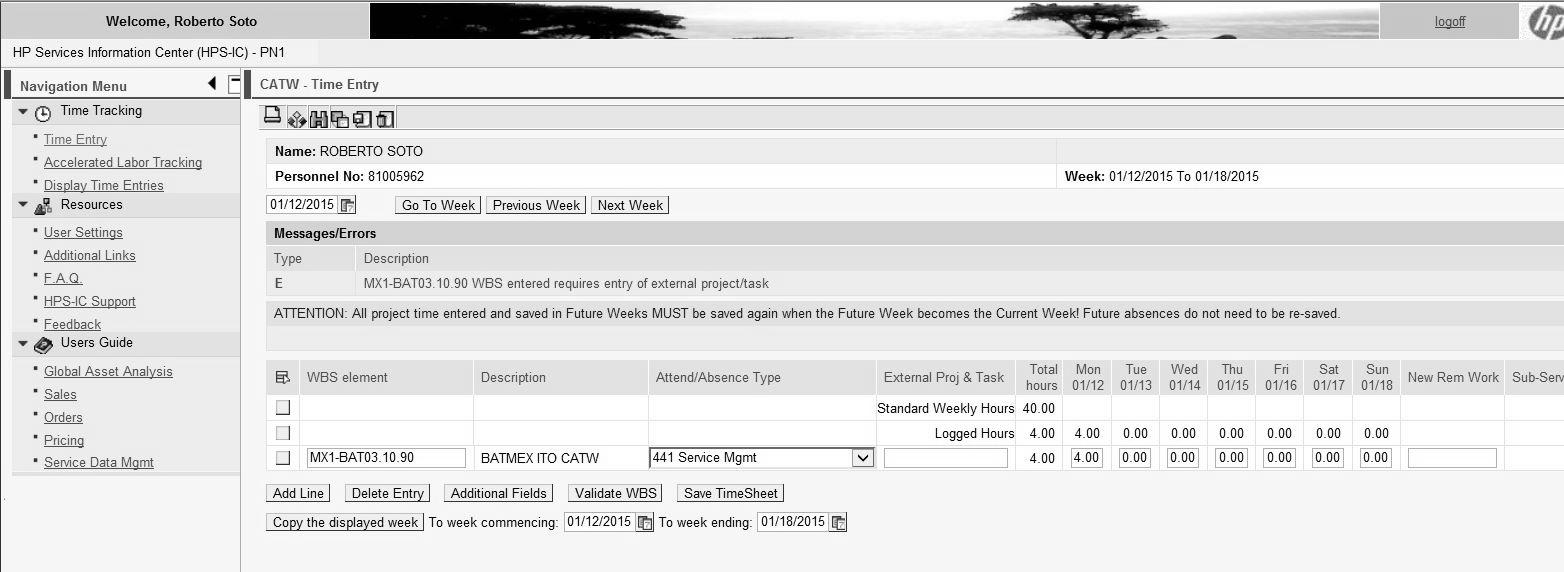 Welcome, Roberto Soto
logoff
hp
HP Services Information Center (HPS-IC) - PN1
Navigation Menu
Time Tracking
Time Entry
Accelerated Labor Tracking
Display Time Entries
Resources
User Settings
Additional Links
F.A.Q.
HPS-IC Support
Feedback
Users Guide
Global Asset Analysis
Sales
Orders
Pricing
Service Data Mgmt
CATW - Time Entry
Name: ROBERTO SOTO
Personnel No: 81005962 Week: 01/12/2015 To 01/18/2015
01/12/2015 Go To Week Previous Week Next Week
Messages/Errors
Type Description
E MX1-BAT03.10.90 WBS entered requires entry of external project/task
ATTENTION: All project time entered and saved in Future Weeks MUST be saved again when the Future Week becomes the Current Week! Future absences do not need to be re-saved.
WBS element Description Attend/Absence Type External Proj & Task Total hours Mon 01/12 Tue 01/13 Wed 01/14 Thu 01/15 Fri 01/16 Sat 01/17 Sun 01/18 New Rem Work Sub-Serv
Standard Weekly Hours 40.00
Logged Hours 4.00 4.00 0.00 0.00 0.00 0.00 0.00 0.00
MX1-BAT03.10.90 BATMEX ITO CATW 441 Service Mgmt 4.00 4.00 0.00 0.00 0.00 0.00 0.00 0.00
Add Line Delete Entry Additional Fields Validate WBS Save TimeSheet
Copy the displayed week To week commencing: 01/12/2015 To week ending: 01/18/2015